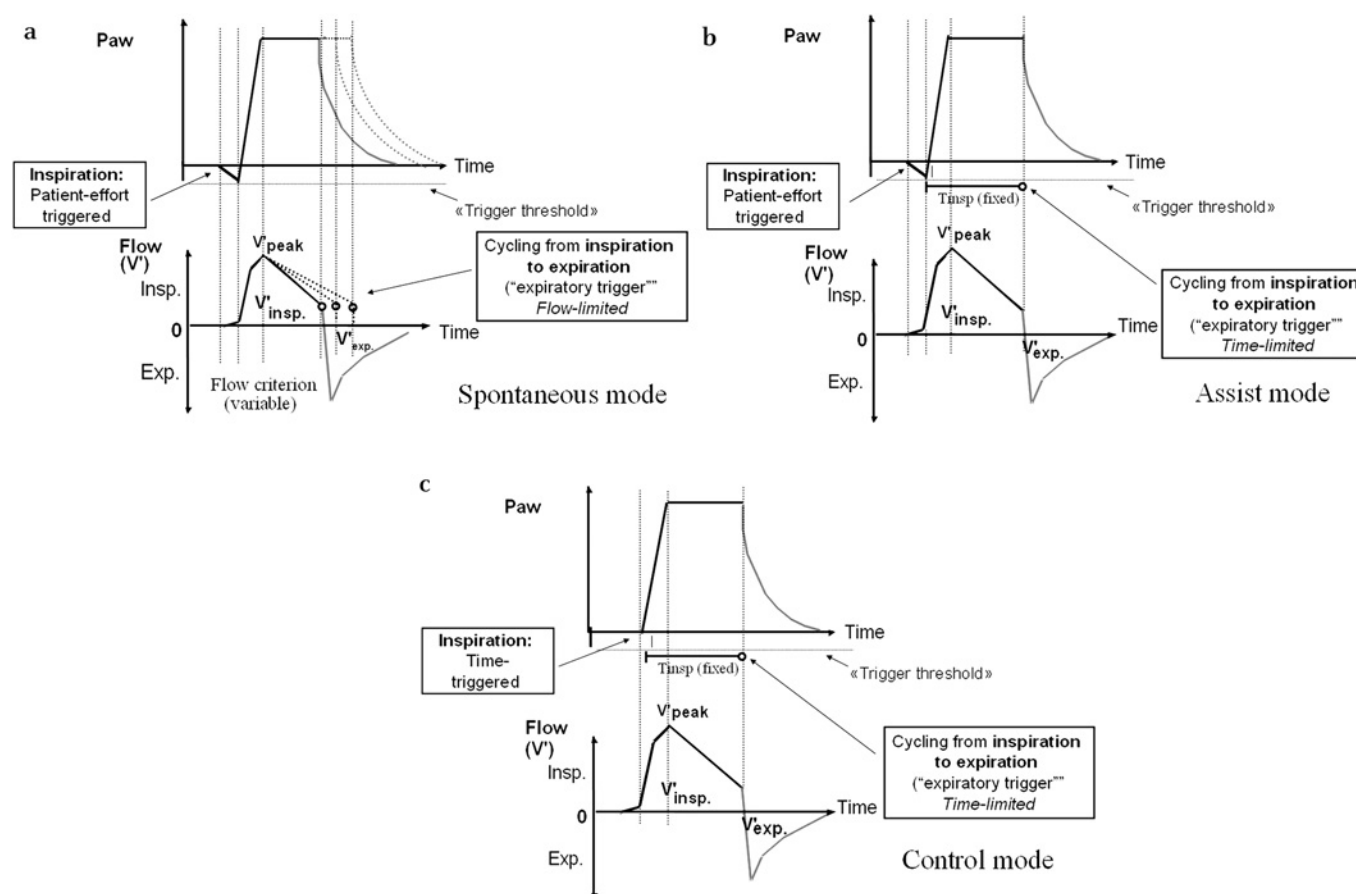 a
Paw
Time
Inspiration:
Patient-effort
triggered
«Trigger threshold»
Flow
(V')
V'peak
Insp.
V'insp.
0
Time
V'exp.
Exp.
Cycling from inspiration
to expiration
("expiratory trigger""
Flow-limited
Flow criterion
(variable)
Spontaneous mode
b
Paw
Time
Inspiration:
Patient-effort
triggered
Tinsp (fixed)
«Trigger threshold»
Flow
(V')
V'peak
Insp.
V'insp.
0
Time
V'exp.
Exp.
Cycling from inspiration
to expiration
("expiratory trigger""
Time-limited
Assist mode
c
Paw
Time
Inspiration:
Time-
triggered
Tinsp (fixed)
«Trigger threshold»
Flow
(V')
V'peak
Insp.
V'insp.
0
Time
V'exp.
Exp.
Cycling from inspiration
to expiration
("expiratory trigger""
Time-limited
Control mode